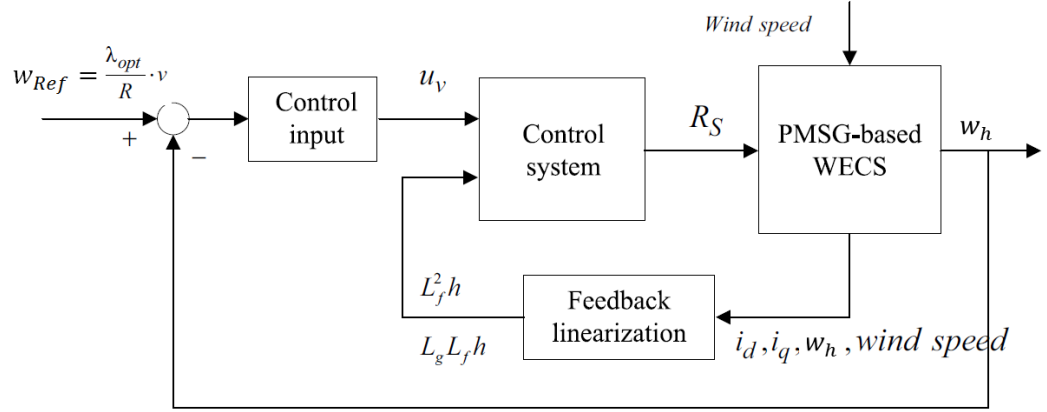 Wind speed
w_Ref = λ_opt/R · v
+
−
Control
input
u_v
Control
system
R_S
PMSG-based
WECS
w_h
L_f^2 h
L_g L_f h
Feedback
linearization
i_d, i_q, w_h, wind speed